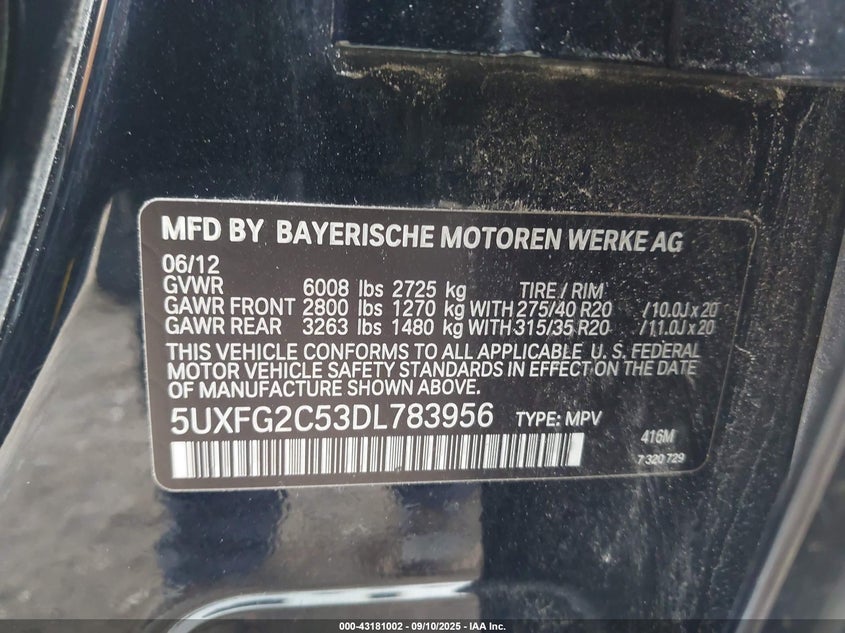 MFD BY BAYERISCHE MOTOREN WERKE AG
06/12
GVWR 6008 lbs 2725 kg TIRE / RIM
GAWR FRONT 2800 lbs 1270 kg WITH 275/40 R20 /10.0J x 20
GAWR REAR 3263 lbs 1480 kg WITH 315/35 R20 /11.0J x 20
THIS VEHICLE CONFORMS TO ALL APPLICABLE U. S. FEDERAL
MOTOR VEHICLE SAFETY STANDARDS IN EFFECT ON THE DATE
OF MANUFACTURE SHOWN ABOVE.
5UXFG2C53DL783956 TYPE: MPV
416M
7 320 729
000-43181002 - 09/10/2025 - IAA Inc.